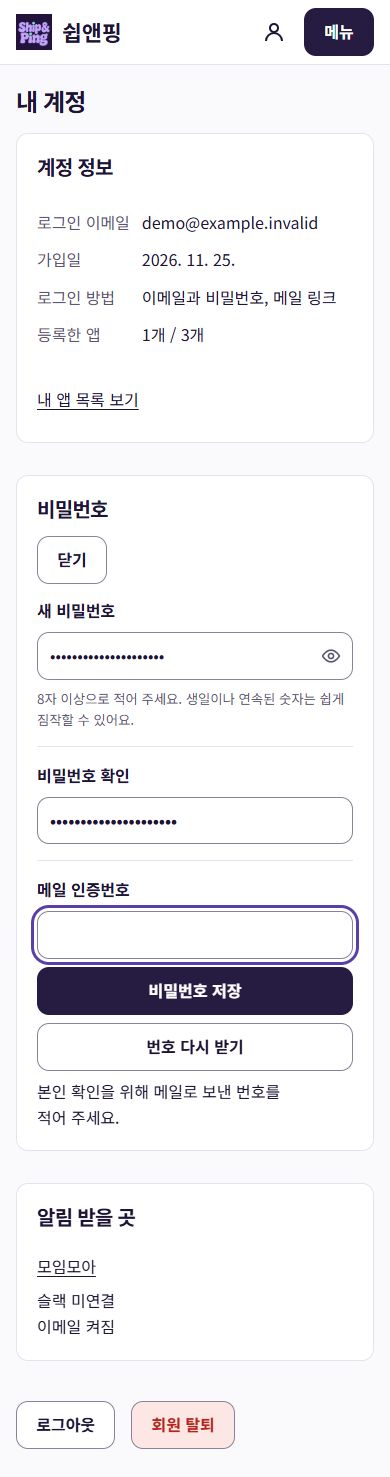 Ship&
Ping
쉽앤핑
메뉴
내 계정
계정 정보
로그인 이메일 demo@example.invalid
가입일 2026. 11. 25.
로그인 방법 이메일과 비밀번호, 메일 링크
등록한 앱 1개 / 3개
내 앱 목록 보기
비밀번호
닫기
새 비밀번호
••••••••••••••••••••
8자 이상으로 적어 주세요. 생일이나 연속된 숫자는 쉽게
짐작할 수 있어요.
비밀번호 확인
••••••••••••••••••••••
메일 인증번호
비밀번호 저장
번호 다시 받기
본인 확인을 위해 메일로 보낸 번호를
적어 주세요.
알림 받을 곳
모임모아
슬랙 미연결
이메일 켜짐
로그아웃
회원 탈퇴